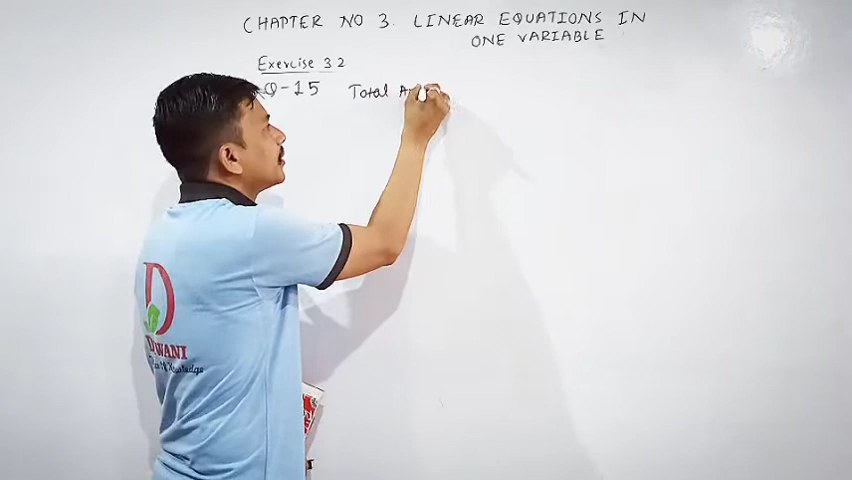 CHAPTER NO 3. LINEAR EQUATIONS IN
ONE VARIABLE
Exercise 3.2
Q-15 Total